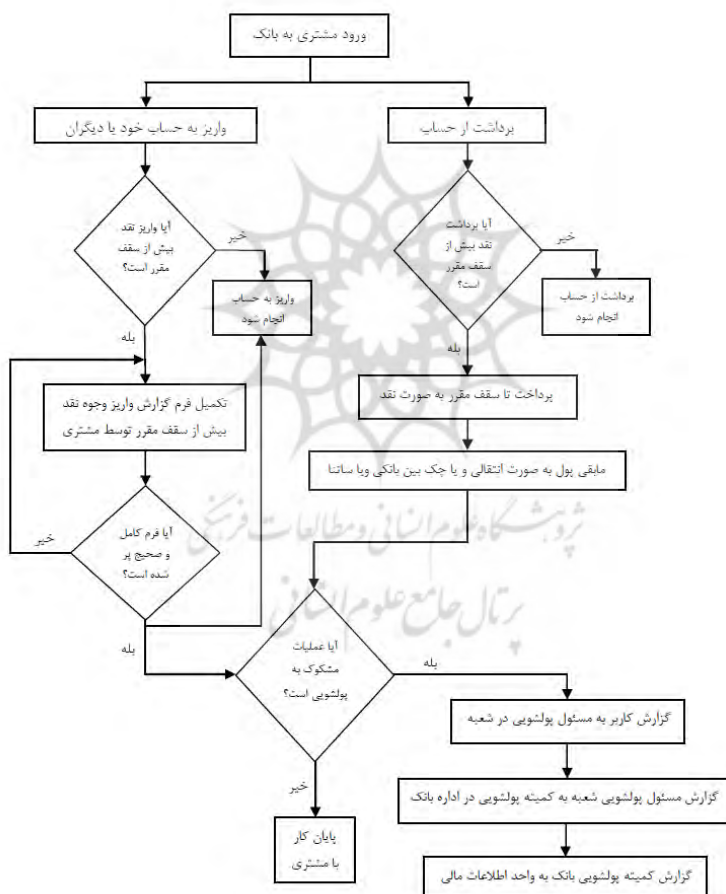 ورود مشتری به بانک
برداشت از حساب
واریز به حساب خود یا دیگران
آیا برداشت
نقد بیش از
سقف مقرر
است؟
خیر
برداشت از حساب
انجام شود
بله
پرداخت تا سقف مقرر به صورت نقد
مابقی پول به صورت انتقالی و یا چک بین بانکی ویا ساتنا
آیا واریز نقد
بیش از سقف
مقرر است؟
خیر
واریز به حساب
انجام شود
بله
تکمیل فرم گزارش واریز وجوه نقد
بیش از سقف مقرر توسط مشتری
آیا فرم کامل
و صحیح پر
شده است؟
خیر
بله
پژوهشگاه علوم انسانی و مطالعات فرهنگی
پرتال جامع علوم انسانی
آیا عملیات
مشکوک به
پولشویی است؟
بله
گزارش کاربر به مسئول پولشویی در شعبه
گزارش مسئول پولشویی شعبه به کمیته پولشویی در اداره بانک
گزارش کمیته پولشویی بانک به واحد اطلاعات مالی
خیر
پایان کار
با مشتری